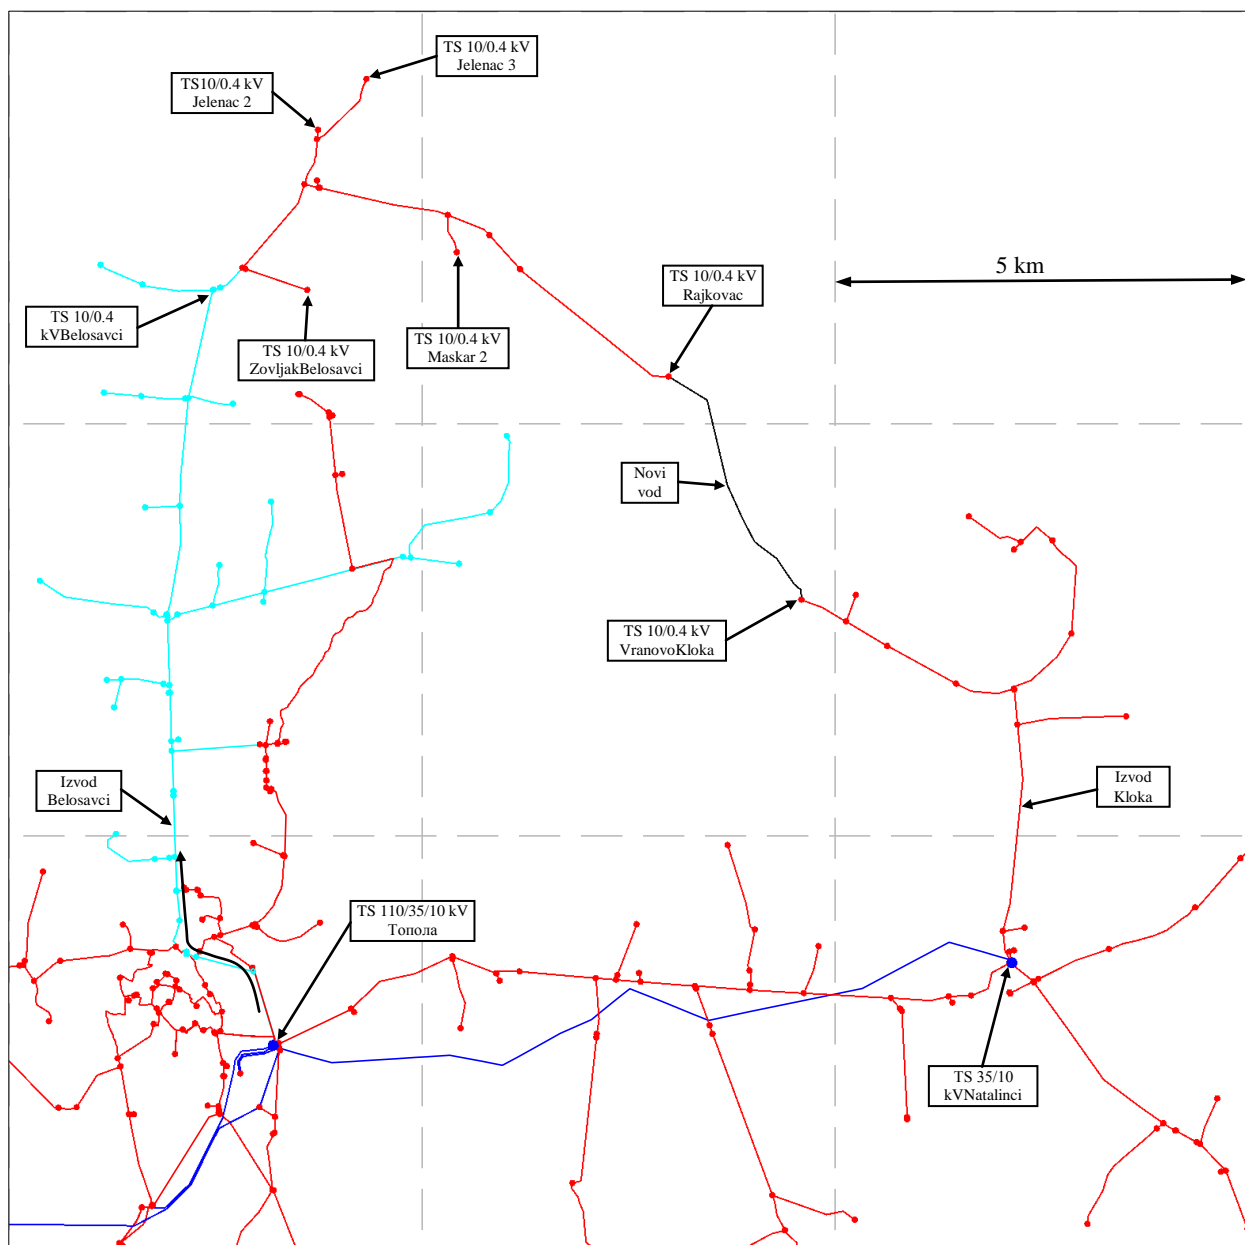 TS 10/0.4 kV
Jelenac 3
TS10/0.4 kV
Jelenac 2
5 km
TS 10/0.4 kV
Rajkovac
TS 10/0.4
kVBelosavci
TS 10/0.4 kV
ZovljakBelosavci
TS 10/0.4 kV
Maskar 2
Novi
vod
TS 10/0.4 kV
VranovoKloka
Izvod
Belosavci
Izvod
Kloka
TS 110/35/10 kV
Топола
TS 35/10
kVNatalinci